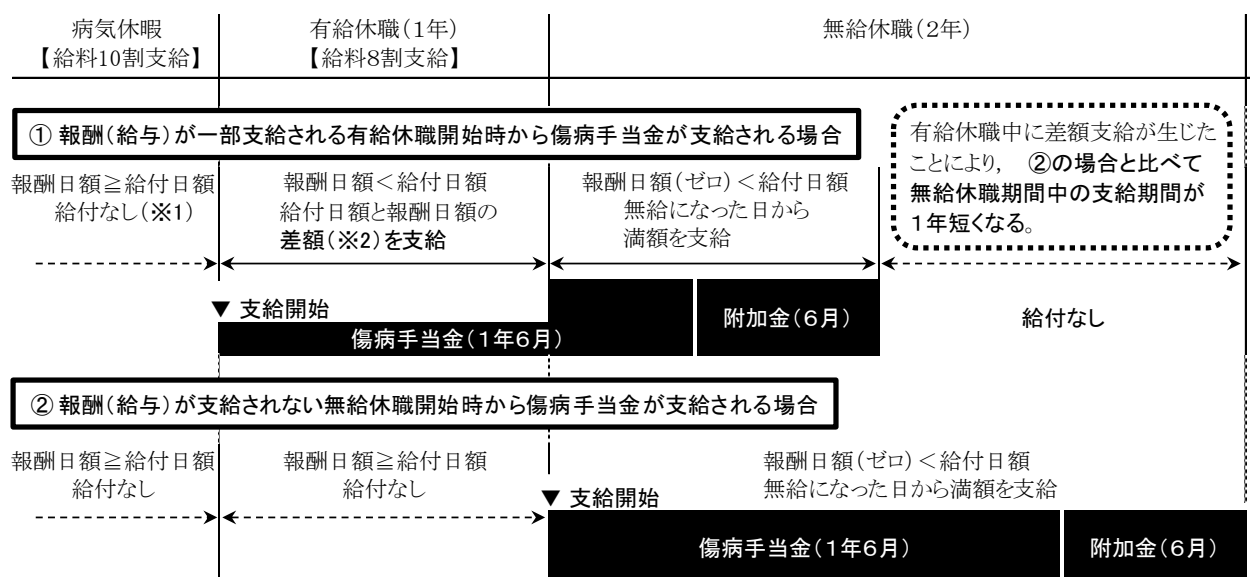 病気休暇
【給料10割支給】
有給休職(1年)
【給料8割支給】
無給休職(2年)
① 報酬(給与)が一部支給される有給休職開始時から傷病手当金が支給される場合
有給休職中に差額支給が生じた
ことにより, ②の場合と比べて
無給休職期間中の支給期間が
1年短くなる。
報酬日額≧給付日額
給付なし(※1)
報酬日額<給付日額
給付日額と報酬日額の
差額(※2)を支給
報酬日額(ゼロ)<給付日額
無給になった日から
満額を支給
▼ 支給開始
傷病手当金(1年6月)
附加金(6月)
給付なし
② 報酬(給与)が支給されない無給休職開始時から傷病手当金が支給される場合
報酬日額≧給付日額
給付なし
報酬日額≧給付日額
給付なし
報酬日額(ゼロ)<給付日額
無給になった日から満額を支給
▼ 支給開始
傷病手当金(1年6月)
附加金(6月)